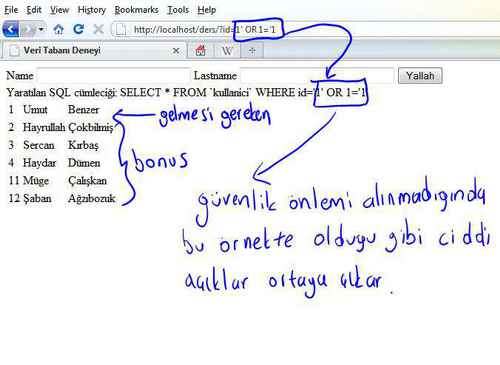 File Edit View History Bookmarks Tools Help
http://localhost/ders/?id=1' OR 1='1
Veri Tabanı Deneyi
W
Name Lastname Yallah
Yaratılan SQL cümleciği: SELECT * FROM `kullanici` WHERE id='1' OR 1='1'
1 Umut Benzer
gelmesi gereken
2 Hayrullah Çokbilmiş
3 Sercan Kırbaş
4 Haydar Dümen
bonus
11 Müge Çalışkan
12 Şaban Ağzıbozuk
güvenlik önlemi alınmadığında
bu örnekte olduğu gibi ciddi
açıklar ortaya çıkar.